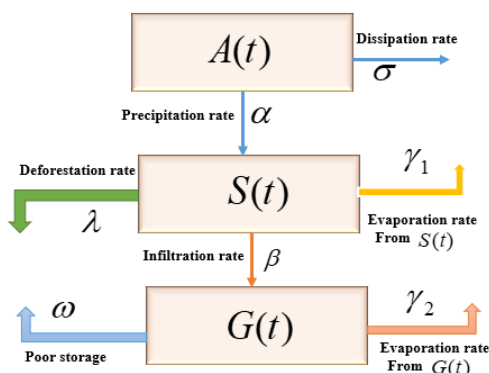 A(t)
Dissipation rate
σ
Precipitation rate
α
Deforestation rate
λ
S(t)
γ₁
Evaporation rate
From S(t)
Infiltration rate
β
ω
Poor storage
G(t)
γ₂
Evaporation rate
From G(t)